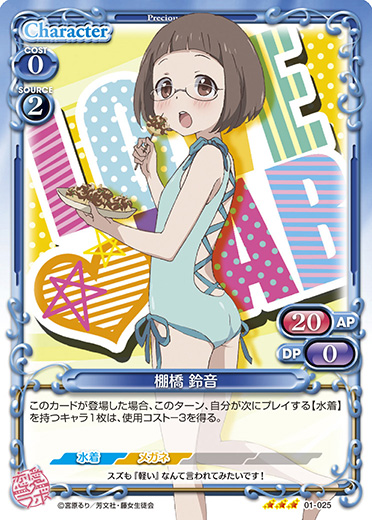 Precious
Character
COST
0
SOURCE
2
LOVE
LAB
20 AP
DP 0
棚橋 鈴音
このカードが登場した場合、このターン、自分が次にプレイする【水着】
を持つキャラ1枚は、使用コスト−3を得る。
水着 メガネ
スズも『軽い』なんて言われてみたいです!
恋愛ラボ
©宮原るり/芳文社・藤女生徒会
01-025